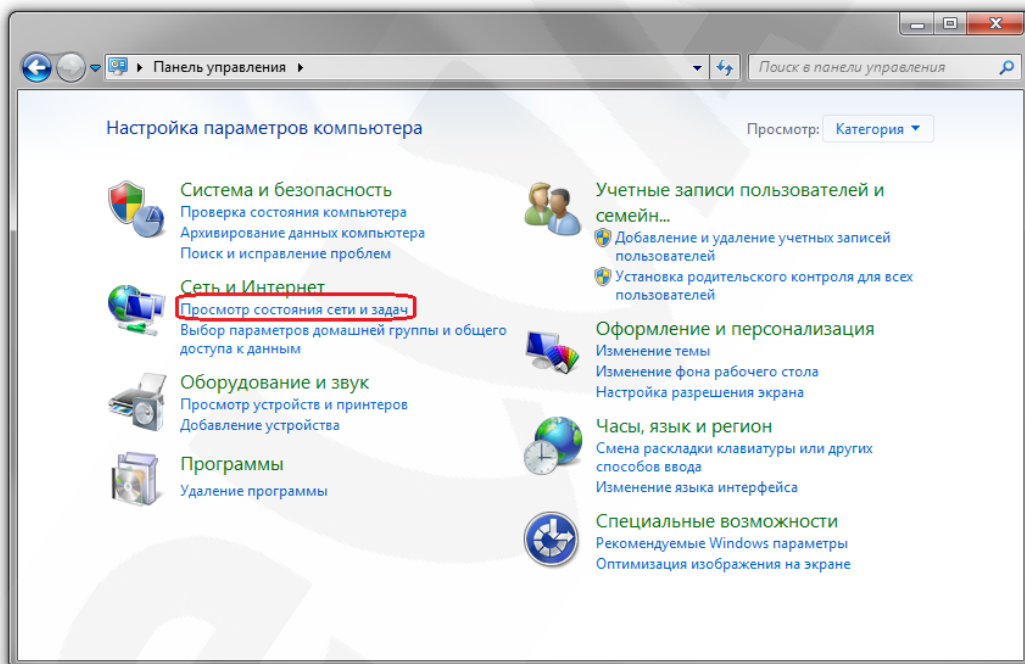 Панель управления
Поиск в панели управления
Настройка параметров компьютера
Просмотр: Категория
Система и безопасность
Проверка состояния компьютера
Архивирование данных компьютера
Поиск и исправление проблем
Сеть и Интернет
Просмотр состояния сети и задач
Выбор параметров домашней группы и общего
доступа к данным
Оборудование и звук
Просмотр устройств и принтеров
Добавление устройства
Программы
Удаление программы
Учетные записи пользователей и
семейн...
Добавление и удаление учетных записей
пользователей
Установка родительского контроля для всех
пользователей
Оформление и персонализация
Изменение темы
Изменение фона рабочего стола
Настройка разрешения экрана
Часы, язык и регион
Смена раскладки клавиатуры или других
способов ввода
Изменение языка интерфейса
Специальные возможности
Рекомендуемые Windows параметры
Оптимизация изображения на экране